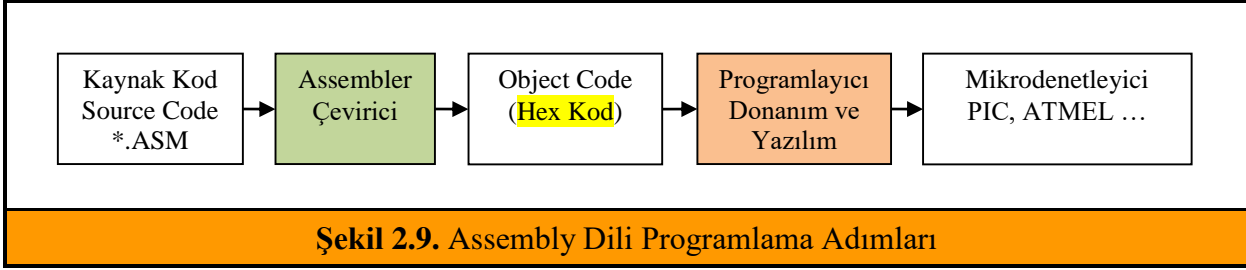 Kaynak Kod
Source Code
*.ASM
Assembler
Çevirici
Object Code
(Hex Kod)
Programlayıcı
Donanım ve
Yazılım
Mikrodenetleyici
PIC, ATMEL …
Şekil 2.9. Assembly Dili Programlama Adımları